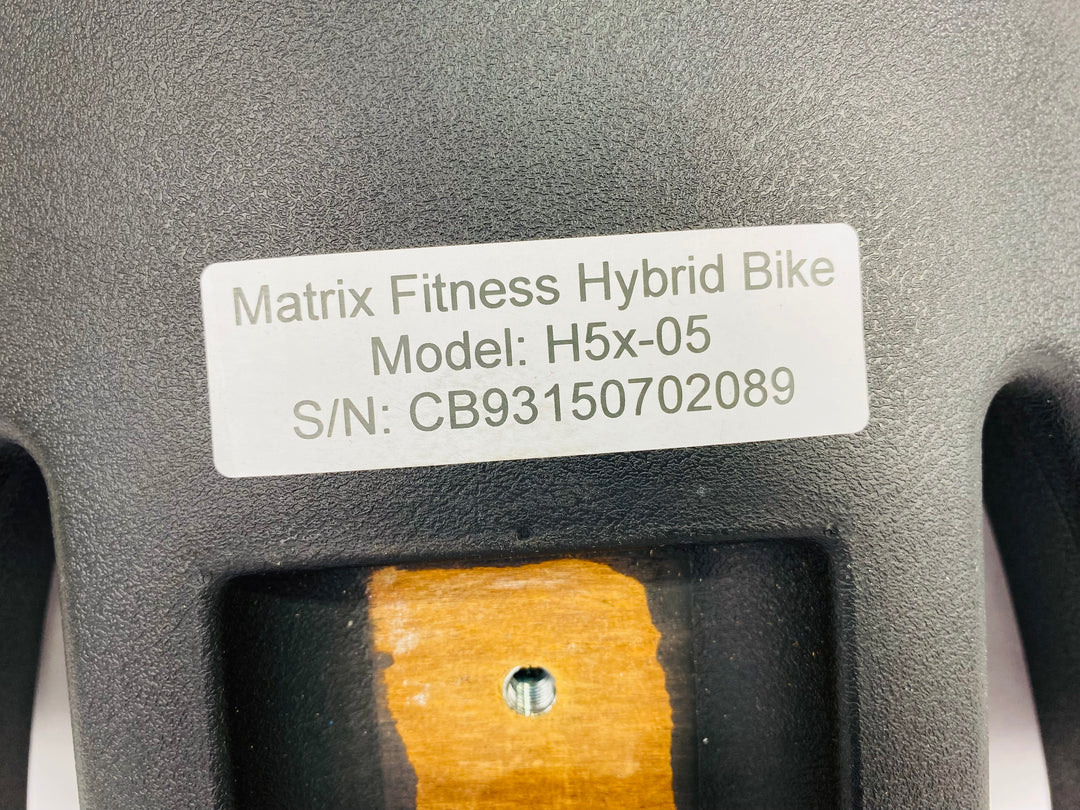 Matrix Fitness Hybrid Bike
Model: H5x-05
S/N: CB93150702089